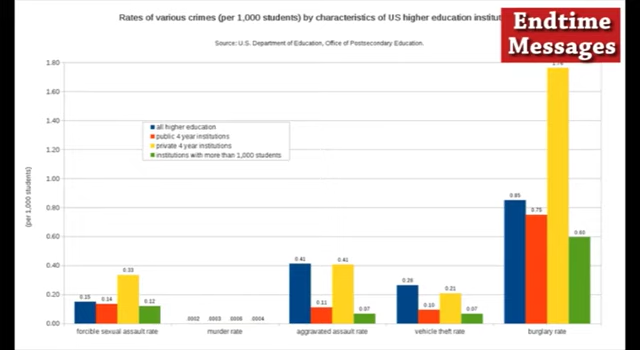 Rates of various crimes (per 1,000 students) by characteristics of US higher education
Endtime
Messages
Source: U.S. Department of Education, Office of Postsecondary Education.
1.80
1.60
1.40
1.20
1.00
0.80
0.60
0.40
0.20
0.00
(per 1,000 students)
all higher education
public 4 year institutions
private 4 year institutions
institutions with more than 1,000 students
0.15
0.14
0.33
0.12
.0002
.0003
.0004
0.41
0.11
0.41
0.07
0.10
0.21
0.07
0.85
0.75
0.60
forcible sexual assault rate
murder rate
aggravated assault rate
vehicle theft rate
burglary rate